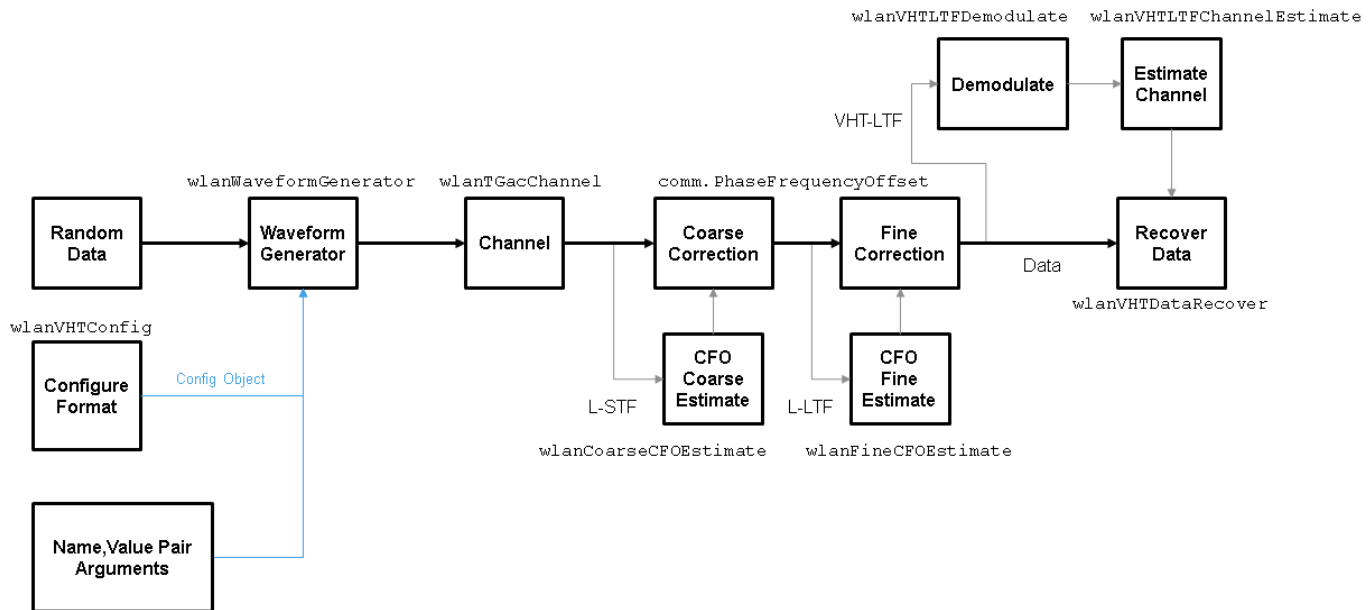 wlanVHTLTFDemodulate
wlanVHTLTFChannelEstimate
Demodulate
Estimate
Channel
VHT-LTF
wlanWaveformGenerator
wlanTGacChannel
comm.PhaseFrequencyOffset
Random
Data
Waveform
Generator
Channel
Coarse
Correction
Fine
Correction
Data
Recover
Data
wlanVHTDataRecover
wlanVHTConfig
Configure
Format
Config Object
L-STF
CFO
Coarse
Estimate
L-LTF
CFO
Fine
Estimate
wlanCoarseCFOEstimate
wlanFineCFOEstimate
Name,Value Pair
Arguments